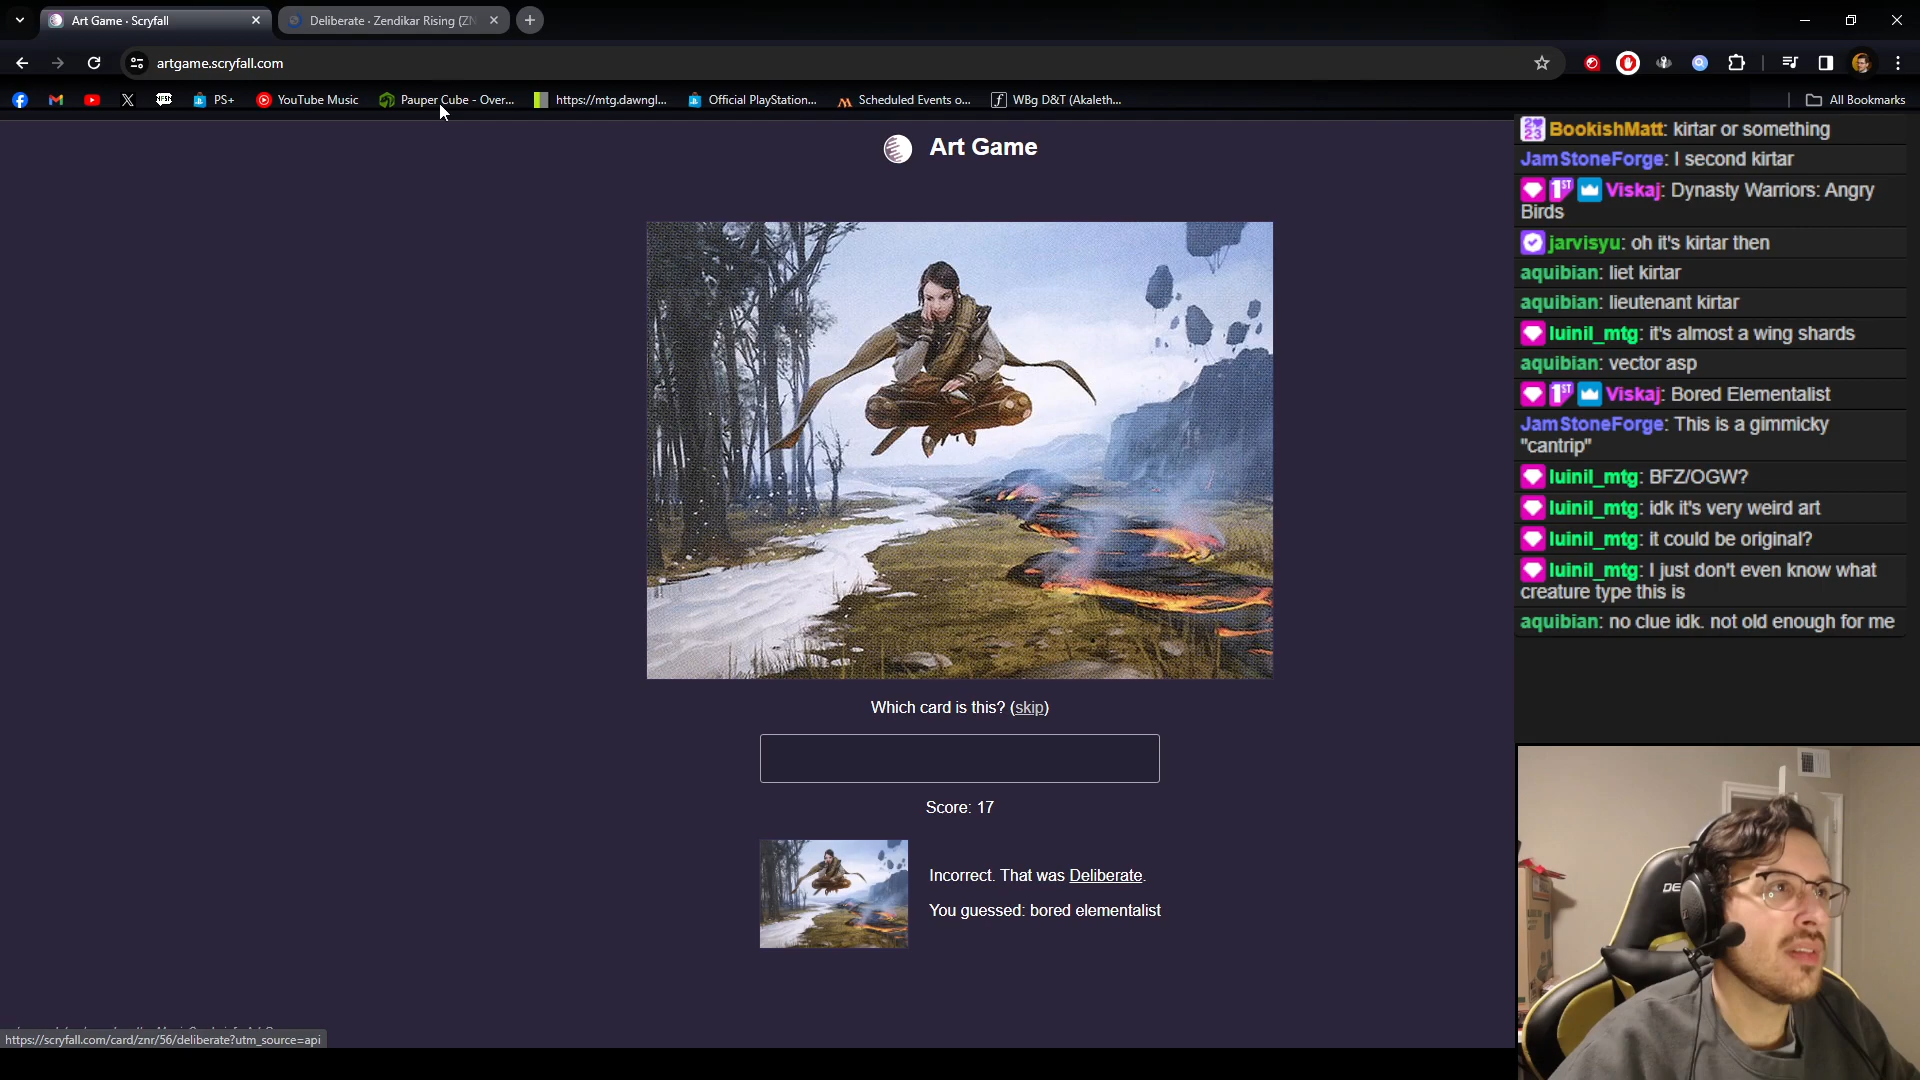 Art Game · Scryfall
Deliberate · Zendikar Rising (ZN
artgame.scryfall.com
PS+
YouTube Music
Pauper Cube - Over...
https://mtg.dawngl...
Official PlayStation...
Scheduled Events o...
WBg D&T (Akaleth...
All Bookmarks
Art Game
Which card is this? (skip)
Score: 17
Incorrect. That was Deliberate.
You guessed: bored elementalist
https://scryfall.com/card/znr/56/deliberate?utm_source=api
BookishMatt: kirtar or something
JamStoneForge: I second kirtar
1ST Viskaj: Dynasty Warriors: Angry
Birds
jarvisyu: oh it's kirtar then
aquibian: liet kirtar
aquibian: lieutenant kirtar
luinil_mtg: it's almost a wing shards
aquibian: vector asp
1ST Viskaj: Bored Elementalist
JamStoneForge: This is a gimmicky
"cantrip"
luinil_mtg: BFZ/OGW?
luinil_mtg: idk it's very weird art
luinil_mtg: it could be original?
luinil_mtg: I just don't even know what
creature type this is
aquibian: no clue idk. not old enough for me